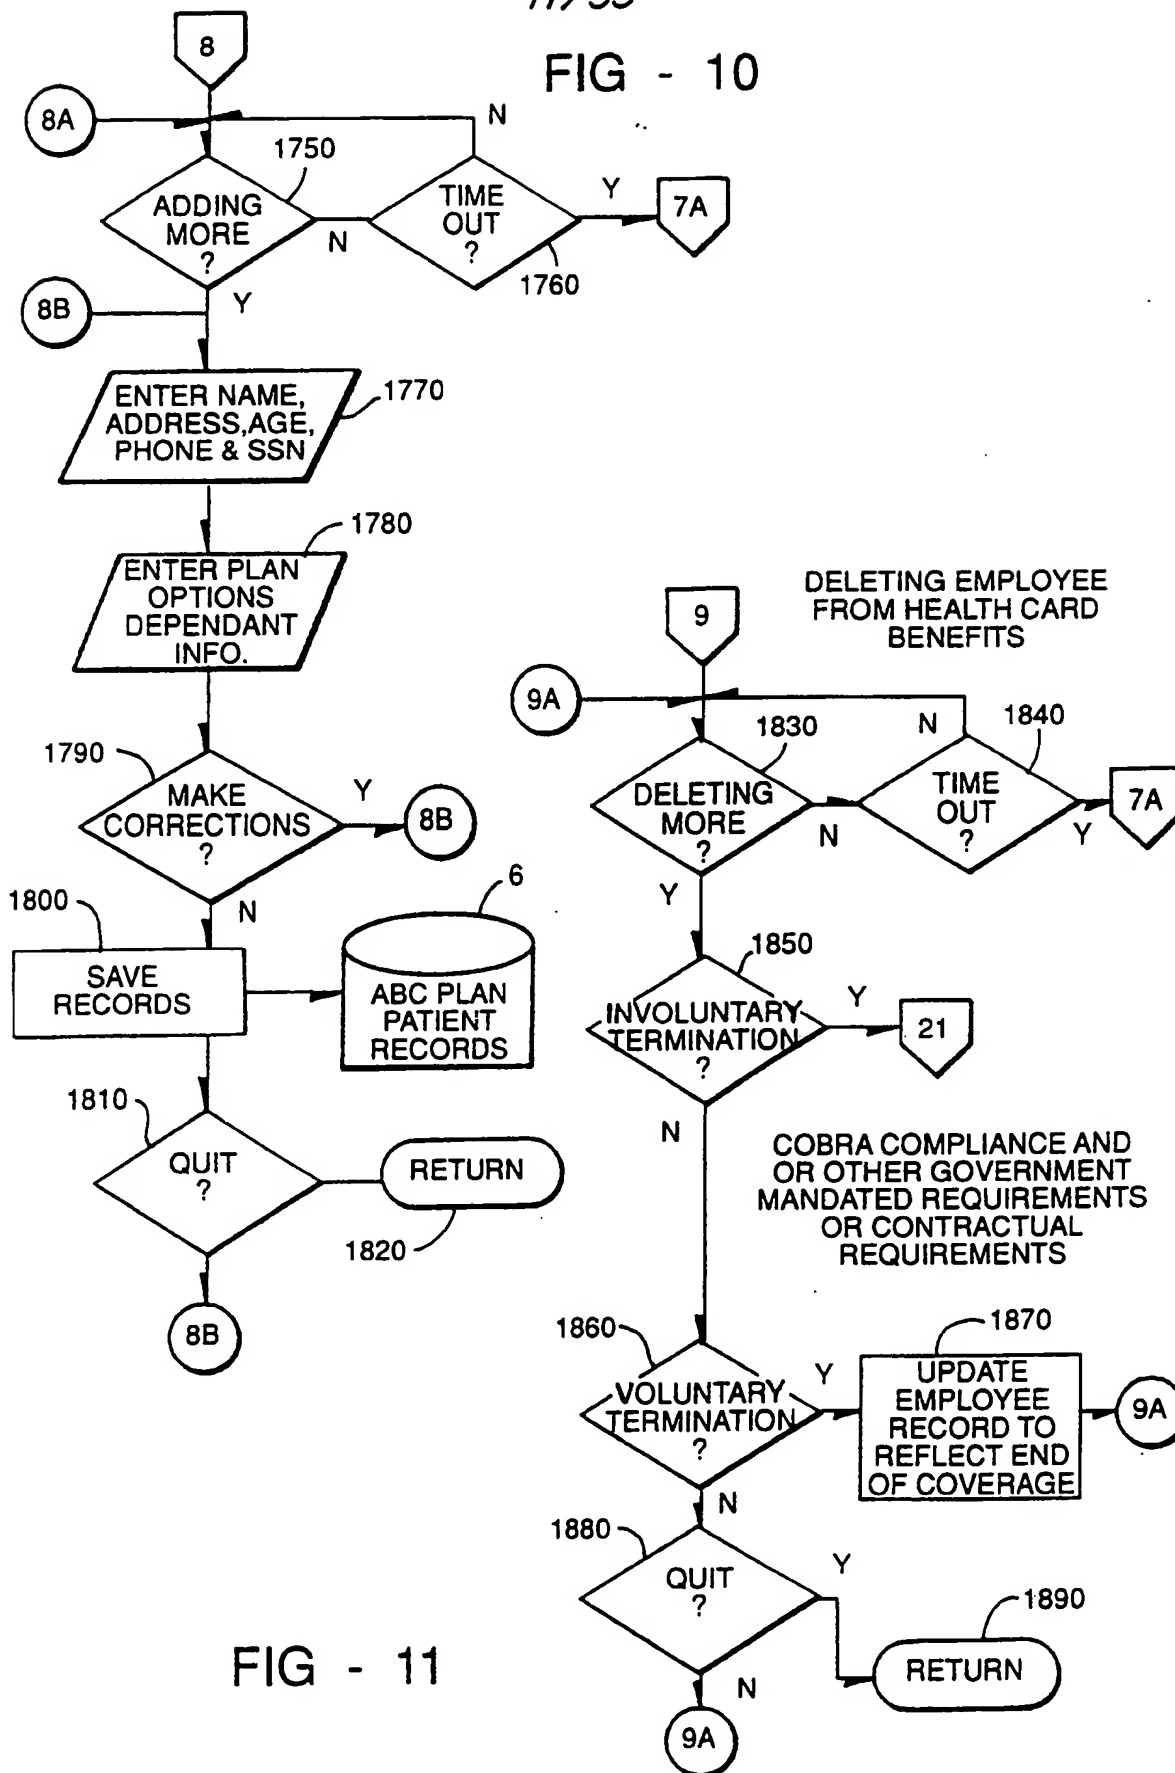 11/33
FIG - 10
8
8A
N
1750
ADDING
MORE
?
N
TIME
OUT
?
Y
7A
1760
8B
Y
ENTER NAME,
ADDRESS,AGE,
PHONE & SSN
1770
1780
ENTER PLAN
OPTIONS
DEPENDANT
INFO.
1790
MAKE
CORRECTIONS
?
Y
8B
N
1800
SAVE
RECORDS
6
ABC PLAN
PATIENT
RECORDS
1810
QUIT
?
RETURN
1820
8B
DELETING EMPLOYEE
FROM HEALTH CARD
BENEFITS
9
9A
N
1830
1840
DELETING
MORE
?
N
TIME
OUT
?
Y
7A
Y
1850
INVOLUNTARY
TERMINATION
?
Y
21
N
COBRA COMPLIANCE AND
OR OTHER GOVERNMENT
MANDATED REQUIREMENTS
OR CONTRACTUAL
REQUIREMENTS
1860
VOLUNTARY
TERMINATION
?
Y
1870
UPDATE
EMPLOYEE
RECORD TO
REFLECT END
OF COVERAGE
9A
N
1880
QUIT
?
Y
1890
RETURN
N
9A
FIG - 11